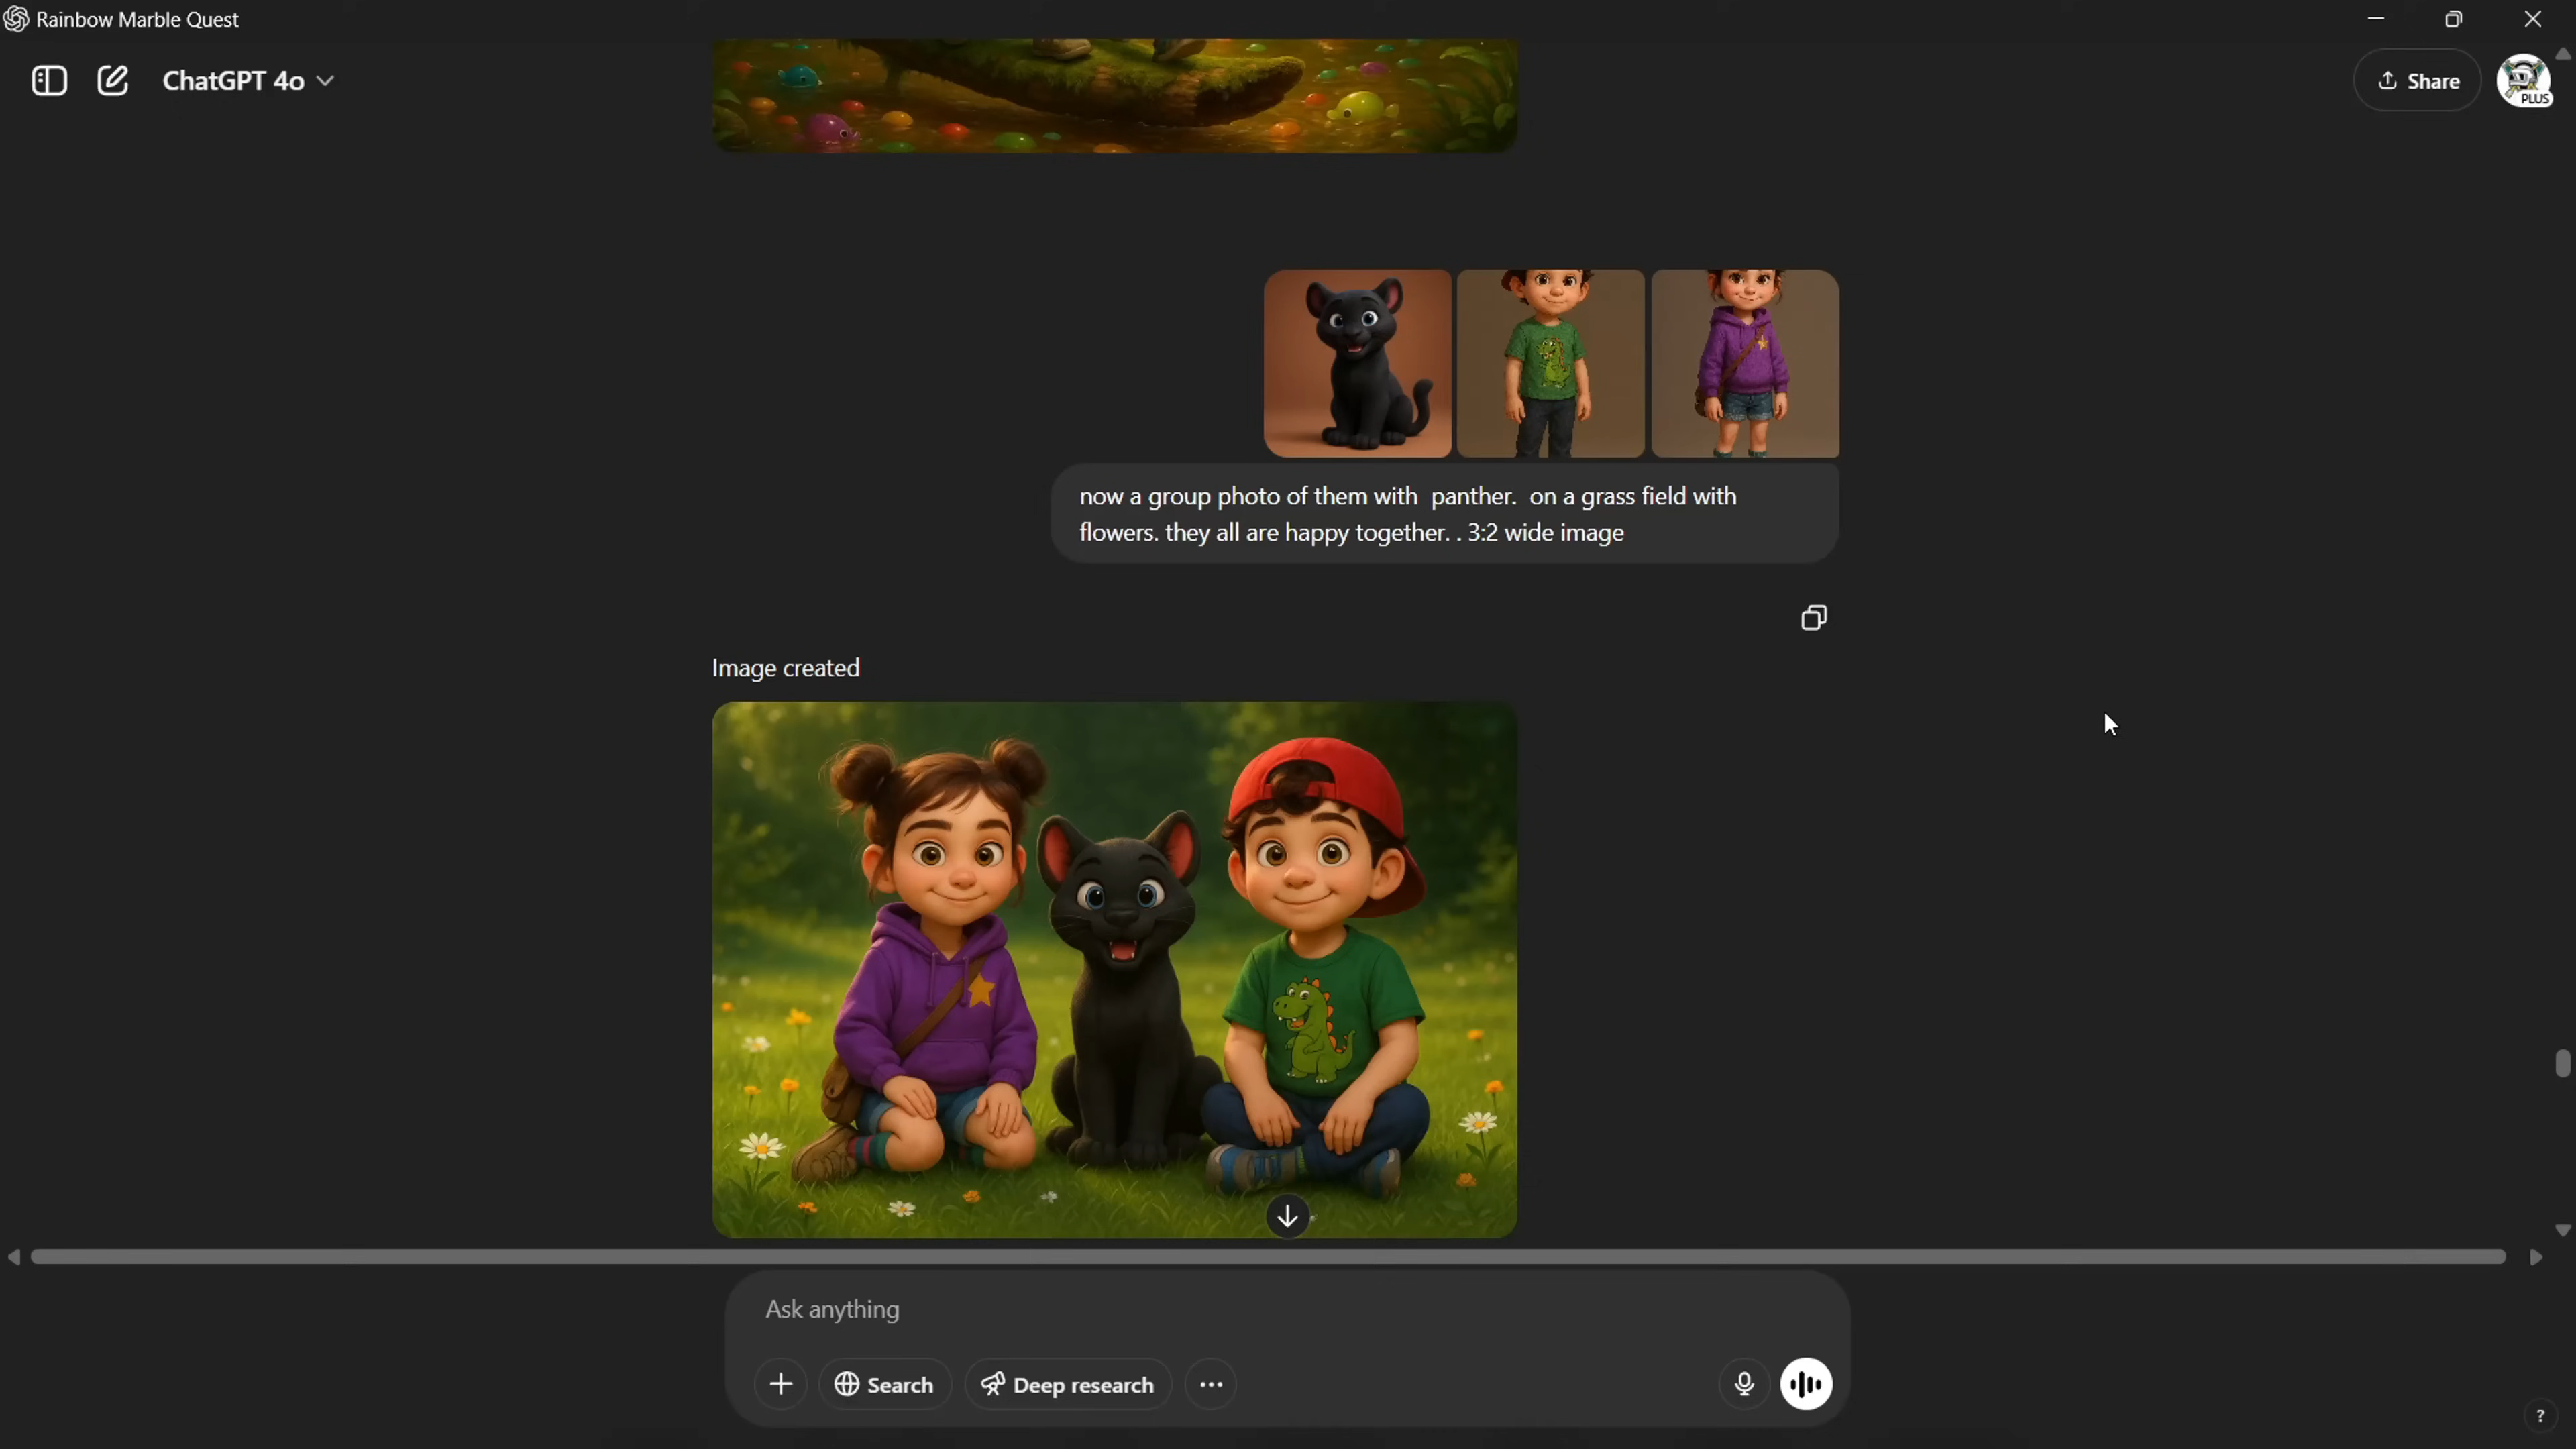 Rainbow Marble Quest
ChatGPT 4o
Share
PLUS
now a group photo of them with  panther.  on a grass field with
flowers. they all are happy together. . 3:2 wide image
Image created
Ask anything
Search
Deep research
?